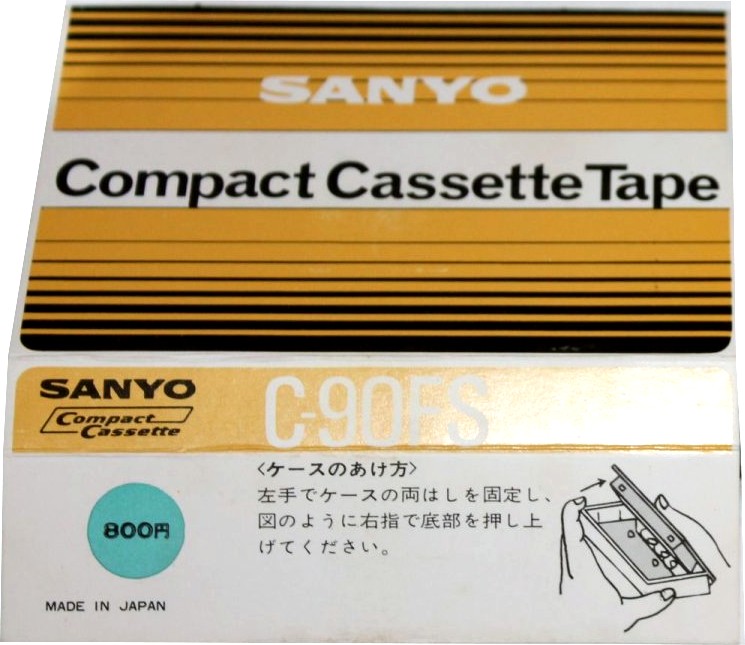 SANYO
Compact Cassette Tape
SANYO
Compact
Cassette
C-90FS
800円
MADE IN JAPAN
<ケースのあけ方>
左手でケースの両はしを固定し、
図のように右指で底部を押し上
げてください。